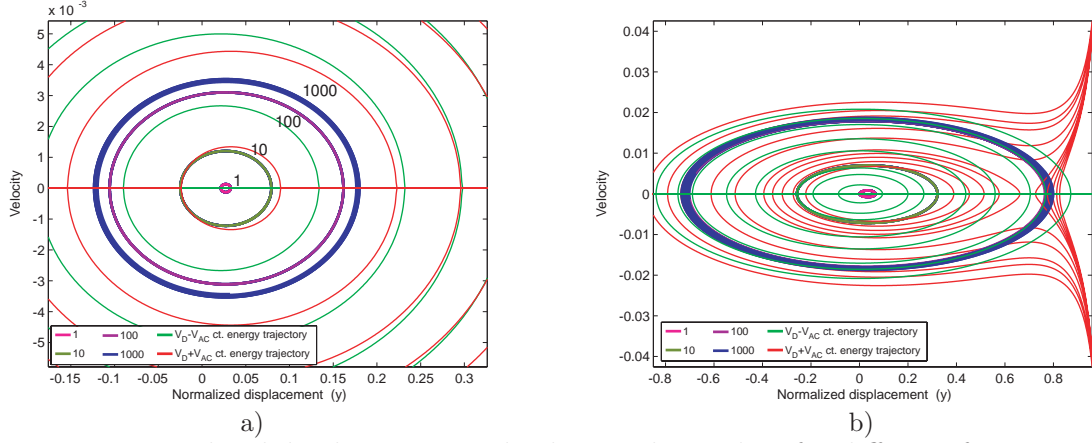 x 10⁻³
5
4
3
2
1
0
-1
-2
-3
-4
-5
Velocity
1000
100
10
1
1 100 V_D-V_AC ct. energy trajectory
10 1000 V_D+V_AC ct. energy trajectory
-0.15 -0.1 -0.05 0 0.05 0.1 0.15 0.2 0.25 0.3
Normalized displacement (y)
a)
0.04
0.03
0.02
0.01
0
-0.01
-0.02
-0.03
-0.04
Velocity
1 100 V_D-V_AC ct. energy trajectory
10 1000 V_D+V_AC ct. energy trajectory
-0.8 -0.6 -0.4 -0.2 0 0.2 0.4 0.6 0.8
Normalized displacement (y)
b)